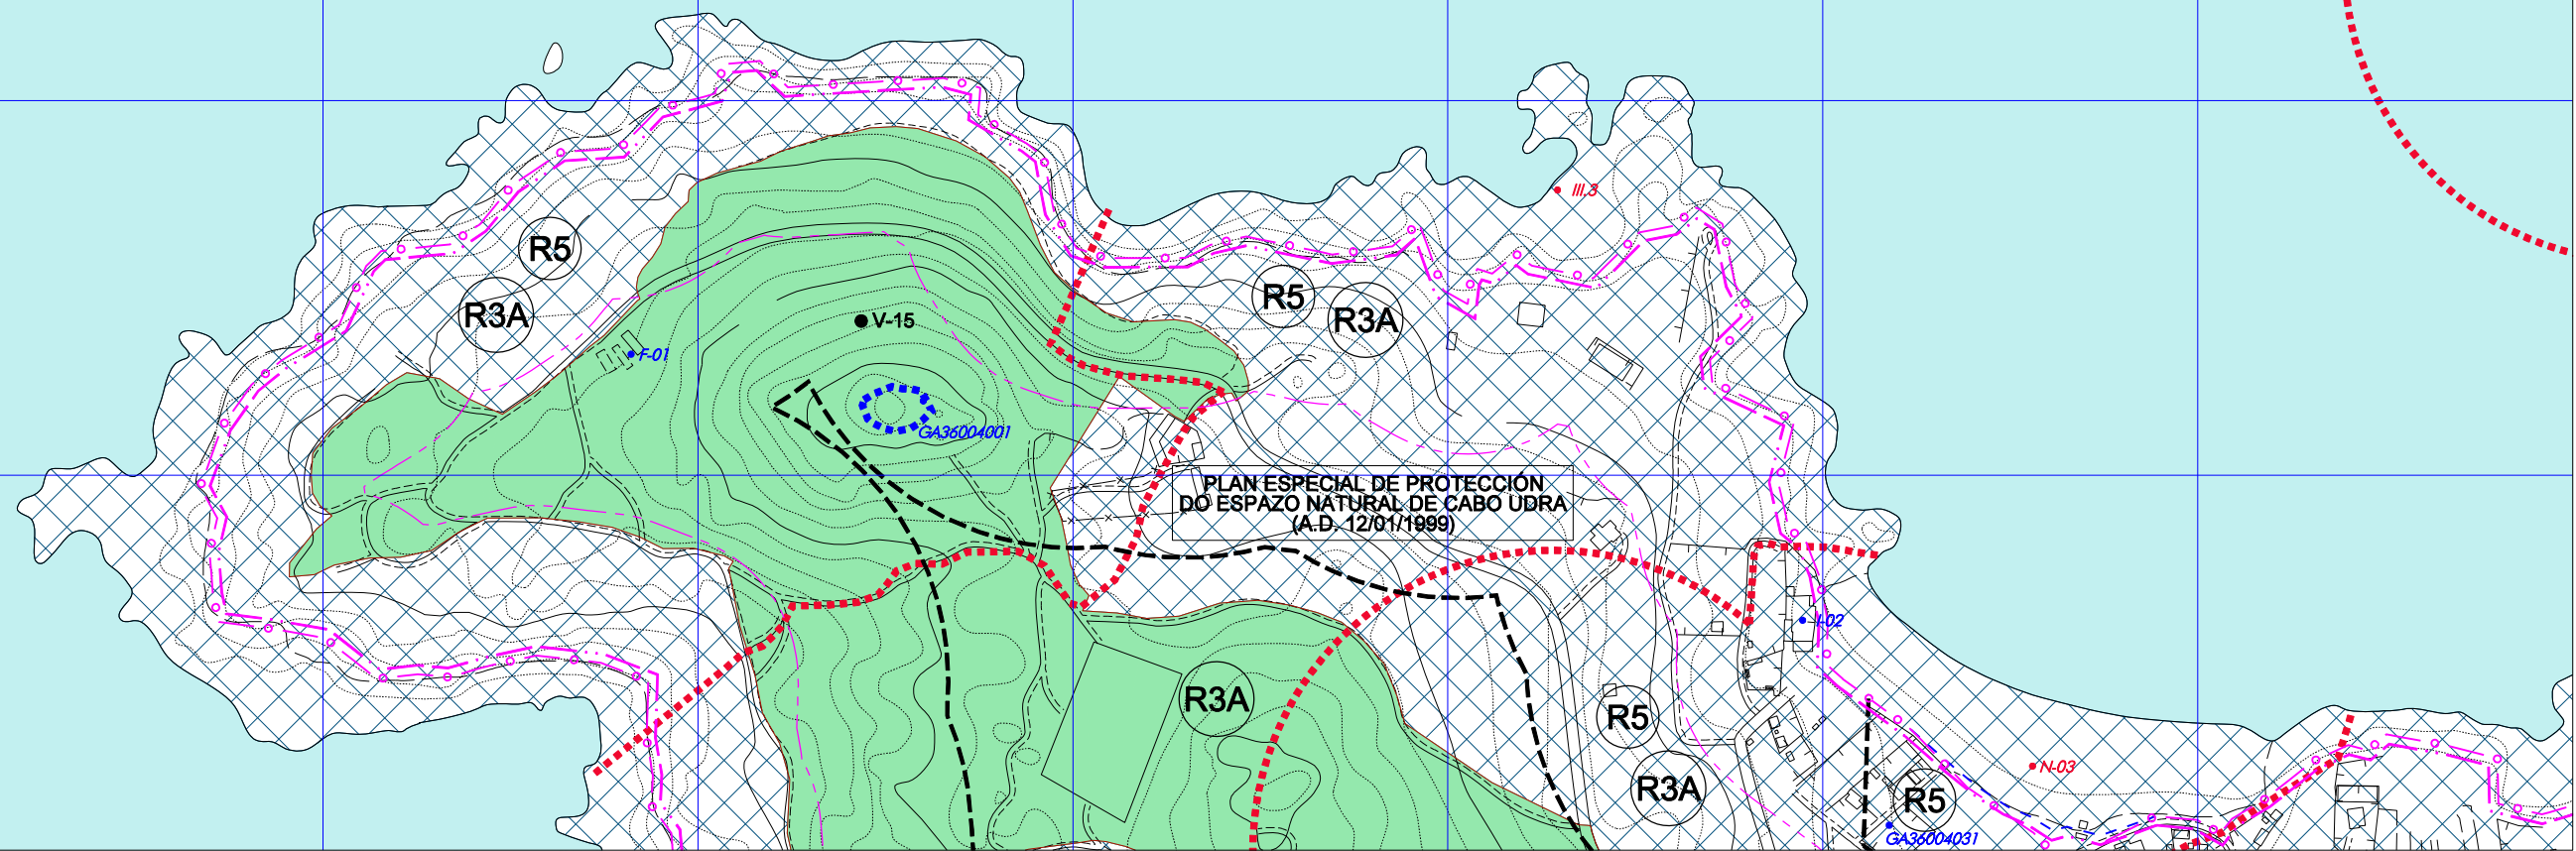 III.3
R5
R3A
R5
R3A
V-15
F-01
GA36004001
PLAN ESPECIAL DE PROTECCIÓN
DO ESPAZO NATURAL DE CABO UDRA
(A.D. 12/01/1999)
I-02
R3A
R5
R3A
N-03
R5
GA36004031